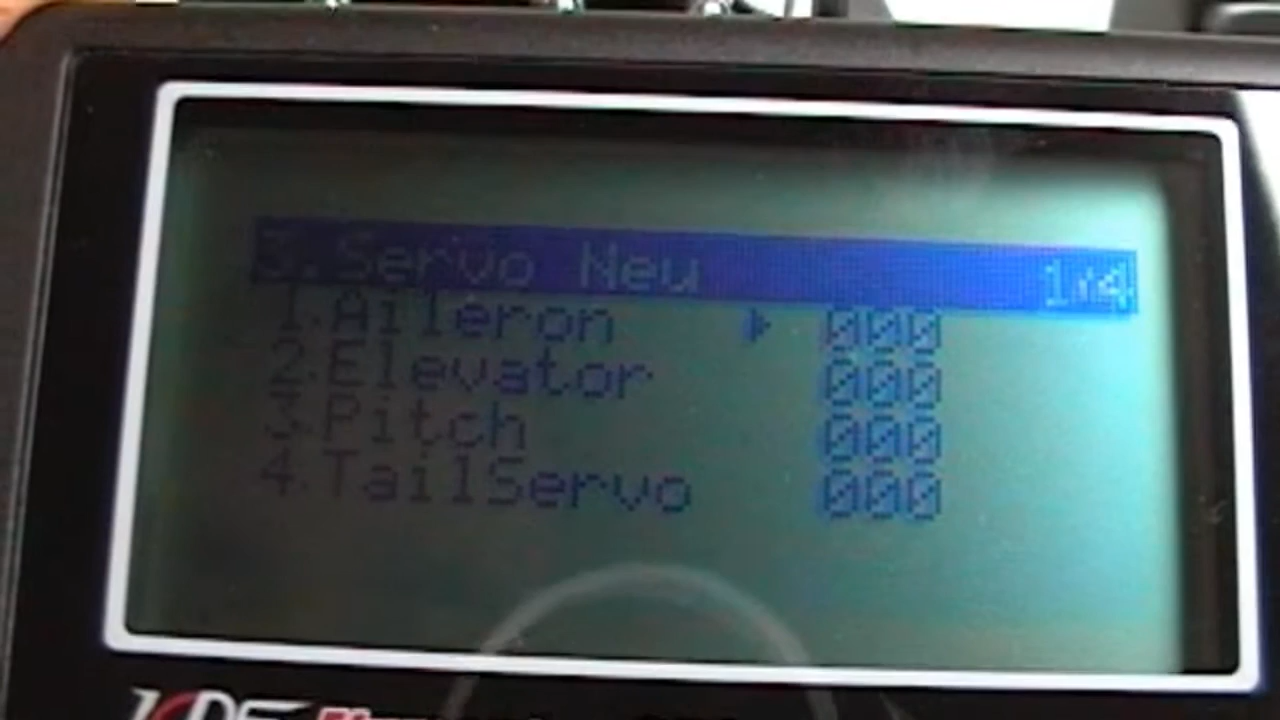 3.Servo Neu 1/4
1.Aileron 000
2.Elevator 000
3.Pitch 000
4.TailServo 000